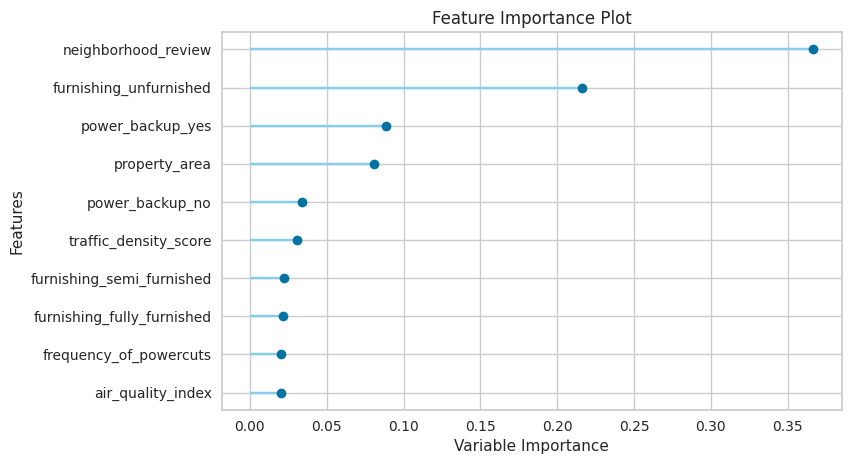 Feature Importance Plot
neighborhood_review
furnishing_unfurnished
power_backup_yes
property_area
power_backup_no
traffic_density_score
furnishing_semi_furnished
furnishing_fully_furnished
frequency_of_powercuts
air_quality_index
Features
0.00 0.05 0.10 0.15 0.20 0.25 0.30 0.35
Variable Importance